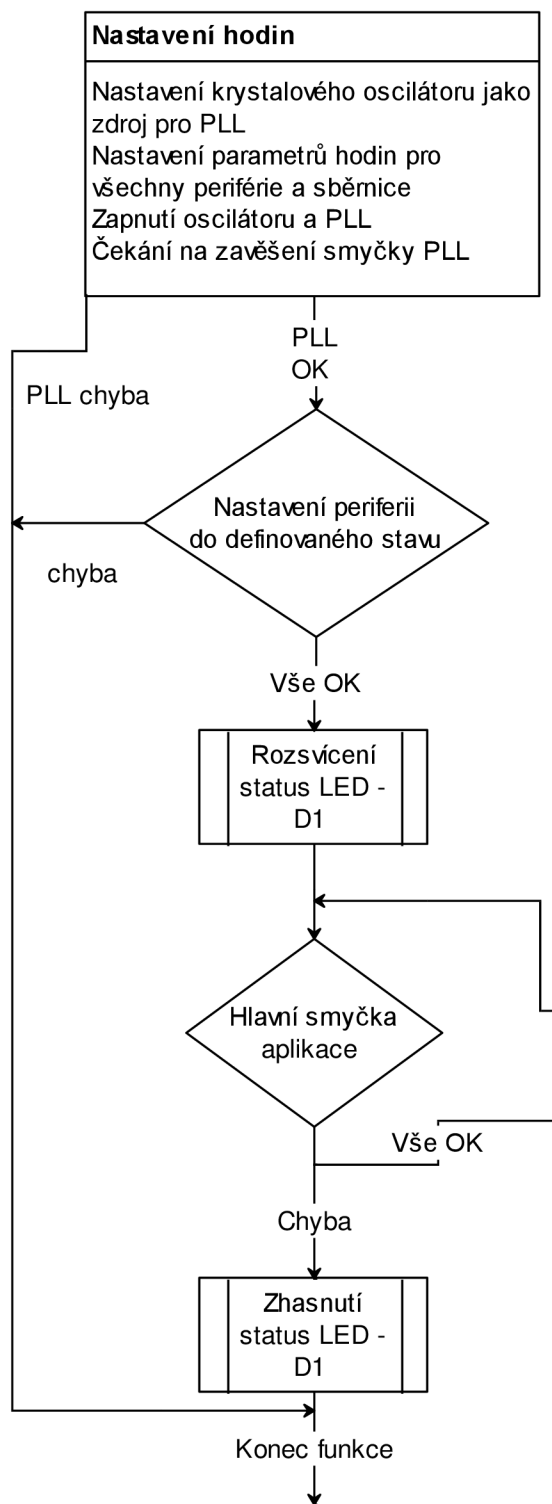 Nastavení hodin
Nastavení krystalového oscilátoru jako
zdroj pro PLL
Nastavení parametrů hodin pro
všechny periférie a sběrnice
Zapnutí oscilátoru a PLL
Čekání na zavěšení smyčky PLL
PLL
OK
PLL chyba
Nastavení periferii
do definovaného stavu
chyba
Vše OK
Rozsvícení
status LED -
D1
Hlavní smyčka
aplikace
Vše OK
Chyba
Zhasnutí
status LED -
D1
Konec funkce